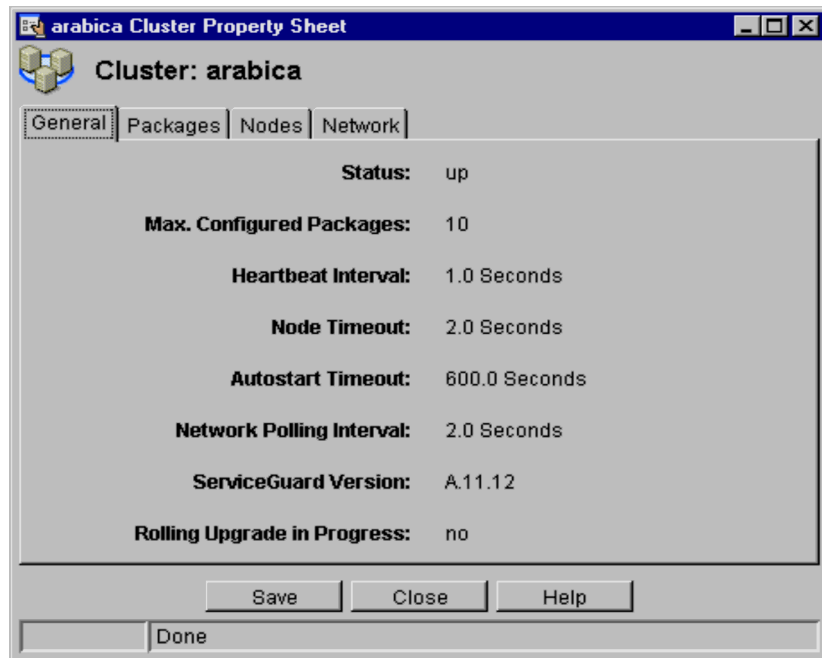 arabica Cluster Property Sheet
Cluster: arabica
General Packages Nodes Network
Status: up
Max. Configured Packages: 10
Heartbeat Interval: 1.0 Seconds
Node Timeout: 2.0 Seconds
Autostart Timeout: 600.0 Seconds
Network Polling Interval: 2.0 Seconds
ServiceGuard Version: A.11.12
Rolling Upgrade in Progress: no
Save Close Help
Done